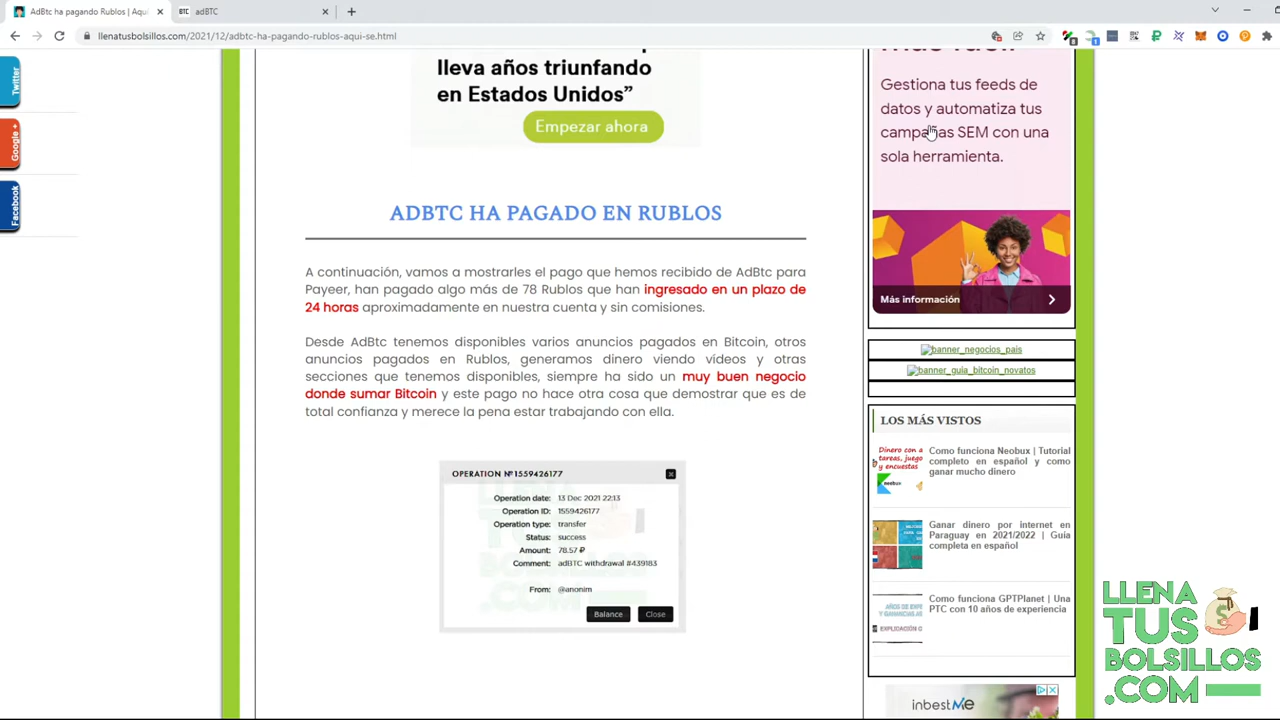 AdBtc ha pagado Rublos | Aquí
adBTC
llenatusbolsillos.com/2021/12/adbtc-ha-pagando-rublos-aqui-se.html
Twitter
Google +
Facebook
lleva años triunfando
en Estados Unidos”
Empezar ahora
ADBTC HA PAGADO EN RUBLOS
A continuación, vamos a mostrarles el pago que hemos recibido de AdBtc para
Payeer, han pagado algo más de 78 Rublos que han ingresado en un plazo de
24 horas aproximadamente en nuestra cuenta y sin comisiones.
Desde AdBtc tenemos disponibles varios anuncios pagados en Bitcoin, otros
anuncios pagados en Rublos, generamos dinero viendo videos y otras
secciones que tenemos disponibles, siempre ha sido un muy buen negocio
donde sumar Bitcoin y este pago no hace otra cosa que demostrar que es de
total confianza y merece la pena estar trabajando con ella.
OPERATION №1559426177
Operation date: 13 Dec 2021 22:13
Operation ID: 1559426177
Operation type: transfer
Status: success
Amount: 78.57 ₽
Comment: adBTC withdrawal #439183
From: @anonim
Balance
Close
Gestiona tus feeds de
datos y automatiza tus
campañas SEM con una
sola herramienta.
Más información
banner_negocios_pais
banner_guia_bitcoin_novatos
LOS MÁS VISTOS
Dinero con
tareas, juego
y encuestas
neobux
Como funciona Neobux | Tutorial
completo en español y como
ganar mucho dinero
Ganar dinero por internet en
Paraguay en 2021/2022 | Guia
completa en español
Como funciona GPTPlanet | Una
PTC con 10 años de experiencia
inbestMe
LLENA
TUS
BOLSILLOS
.COM